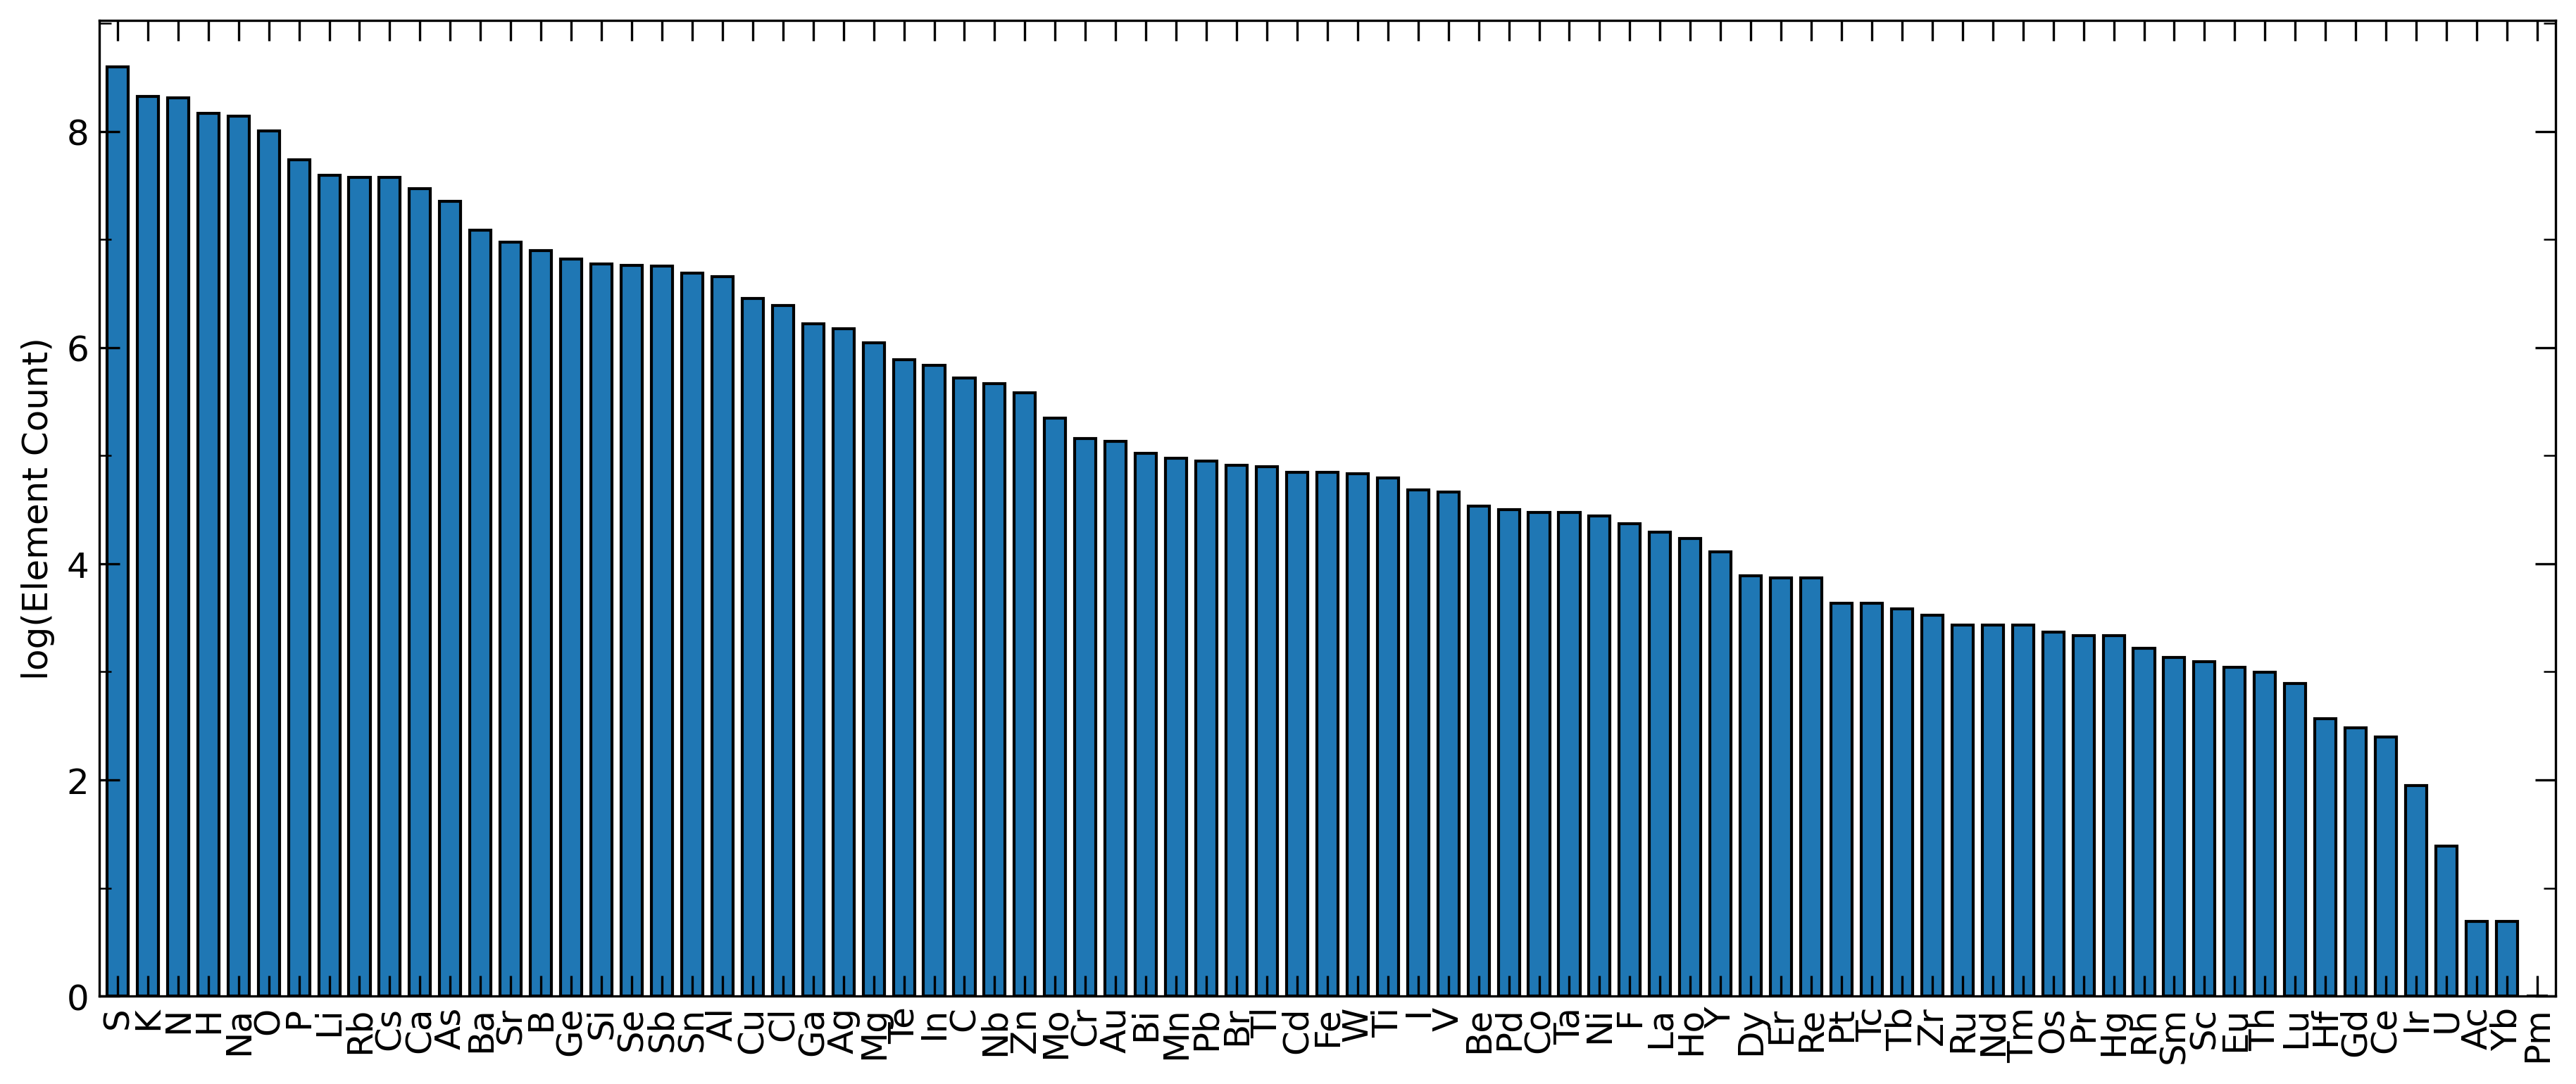 log(Element Count)
8
6
4
2
0
S K N H Na O P Li Rb Cs Ca As Ba Sr B Ge Si Se Sb Sn Al Cu Cl Ga Ag Mg Te In C Nb Zn Mo Cr Au Bi Mn Pb Br Tl Cd Fe W Ti I V Be Pd Co Ta Ni F La Ho Y Dy Er Re Pt Tc Tb Zr Ru Nd Tm Os Pr Hg Rh Sm Sc Eu Th Lu Hf Gd Ce Ir U Ac Yb Pm